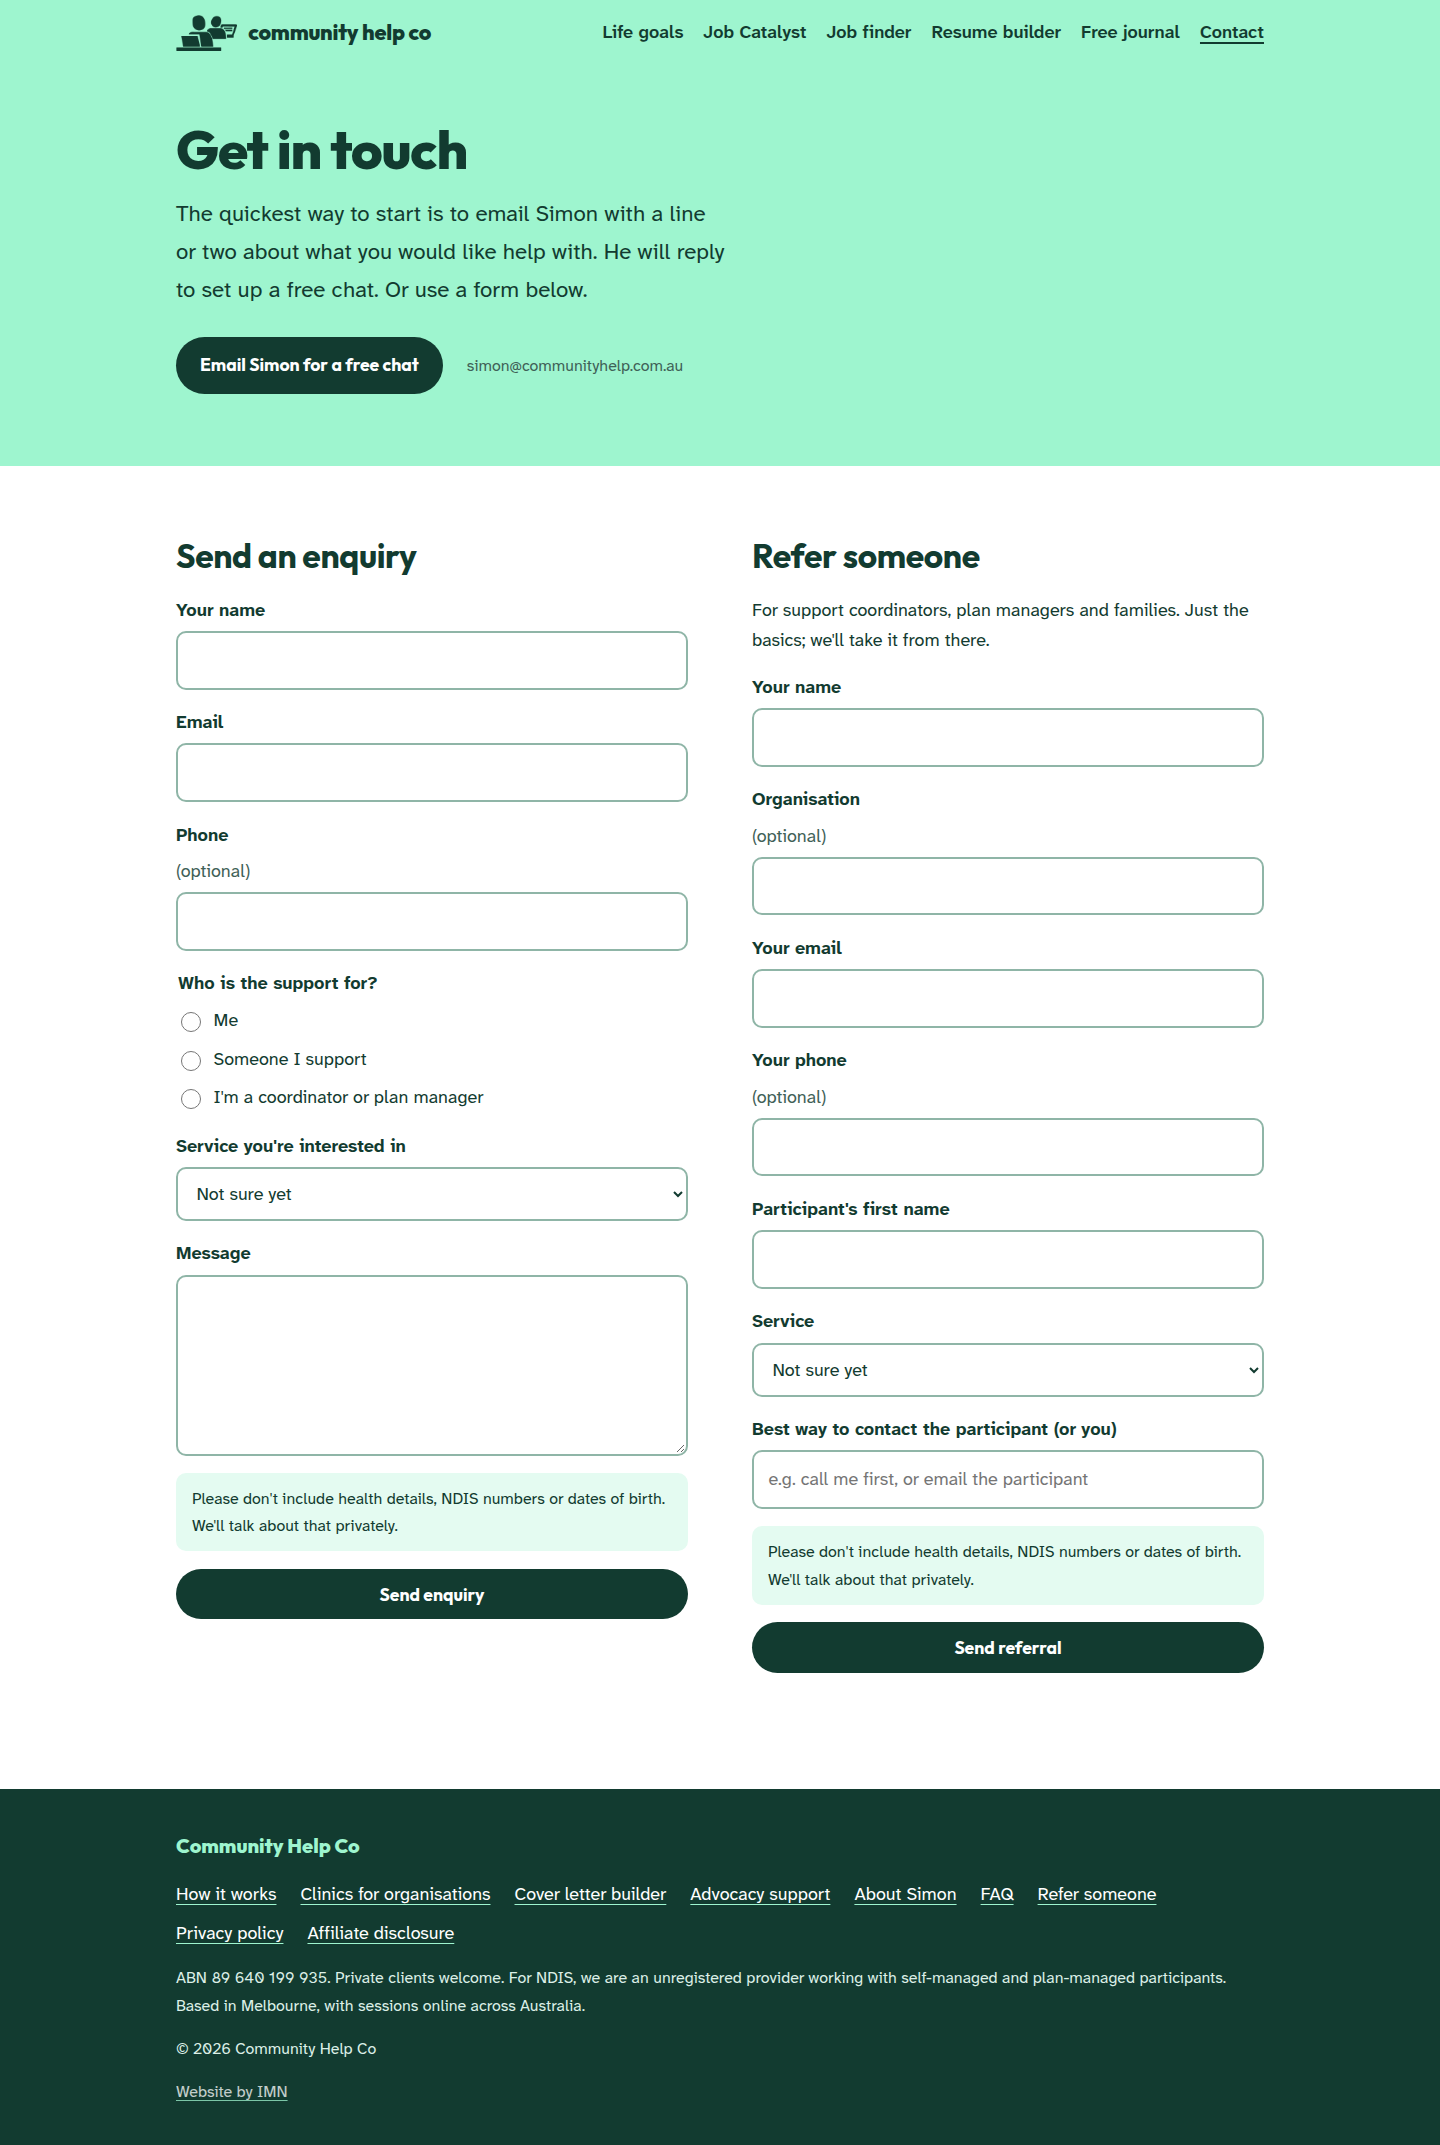 community help co
Life goals
Job Catalyst
Job finder
Resume builder
Free journal
Contact
Get in touch
The quickest way to start is to email Simon with a line
or two about what you would like help with. He will reply
to set up a free chat. Or use a form below.
Email Simon for a free chat
simon@communityhelp.com.au
Send an enquiry
Your name
Email
Phone
(optional)
Who is the support for?
Me
Someone I support
I'm a coordinator or plan manager
Service you're interested in
Not sure yet
Message
Please don't include health details, NDIS numbers or dates of birth.
We'll talk about that privately.
Send enquiry
Refer someone
For support coordinators, plan managers and families. Just the
basics; we'll take it from there.
Your name
Organisation
(optional)
Your email
Your phone
(optional)
Participant's first name
Service
Not sure yet
Best way to contact the participant (or you)
e.g. call me first, or email the participant
Please don't include health details, NDIS numbers or dates of birth.
We'll talk about that privately.
Send referral
Community Help Co
How it works Clinics for organisations Cover letter builder Advocacy support About Simon FAQ Refer someone
Privacy policy Affiliate disclosure
ABN 89 640 199 935. Private clients welcome. For NDIS, we are an unregistered provider working with self-managed and plan-managed participants.
Based in Melbourne, with sessions online across Australia.
© 2026 Community Help Co
Website by IMN